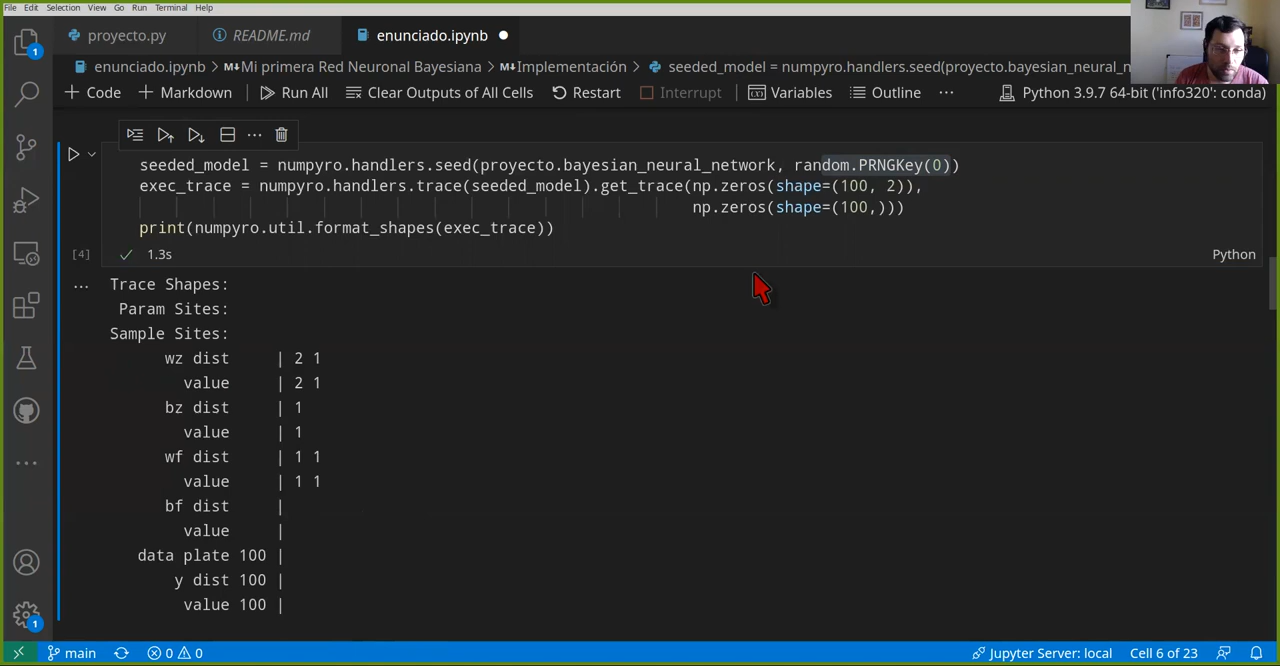 File Edit Selection View Go Run Terminal Help
proyecto.py README.md enunciado.ipynb
enunciado.ipynb > Mi primera Red Neuronal Bayesiana > Implementación > seeded_model = numpyro.handlers.seed(proyecto.bayesian_neural_n
+ Code + Markdown Run All Clear Outputs of All Cells Restart Interrupt Variables Outline ... Python 3.9.7 64-bit ('info320': conda)
seeded_model = numpyro.handlers.seed(proyecto.bayesian_neural_network, random.PRNGKey(0))
exec_trace = numpyro.handlers.trace(seeded_model).get_trace(np.zeros(shape=(100, 2)),
np.zeros(shape=(100,)))
print(numpyro.util.format_shapes(exec_trace))
[4] 1.3s Python
... Trace Shapes:
Param Sites:
Sample Sites:
wz dist | 2 1
value | 2 1
bz dist | 1
value | 1
wf dist | 1 1
value | 1 1
bf dist |
value |
data plate 100 |
y dist 100 |
value 100 |
1
1
main 0 0 Jupyter Server: local Cell 6 of 23